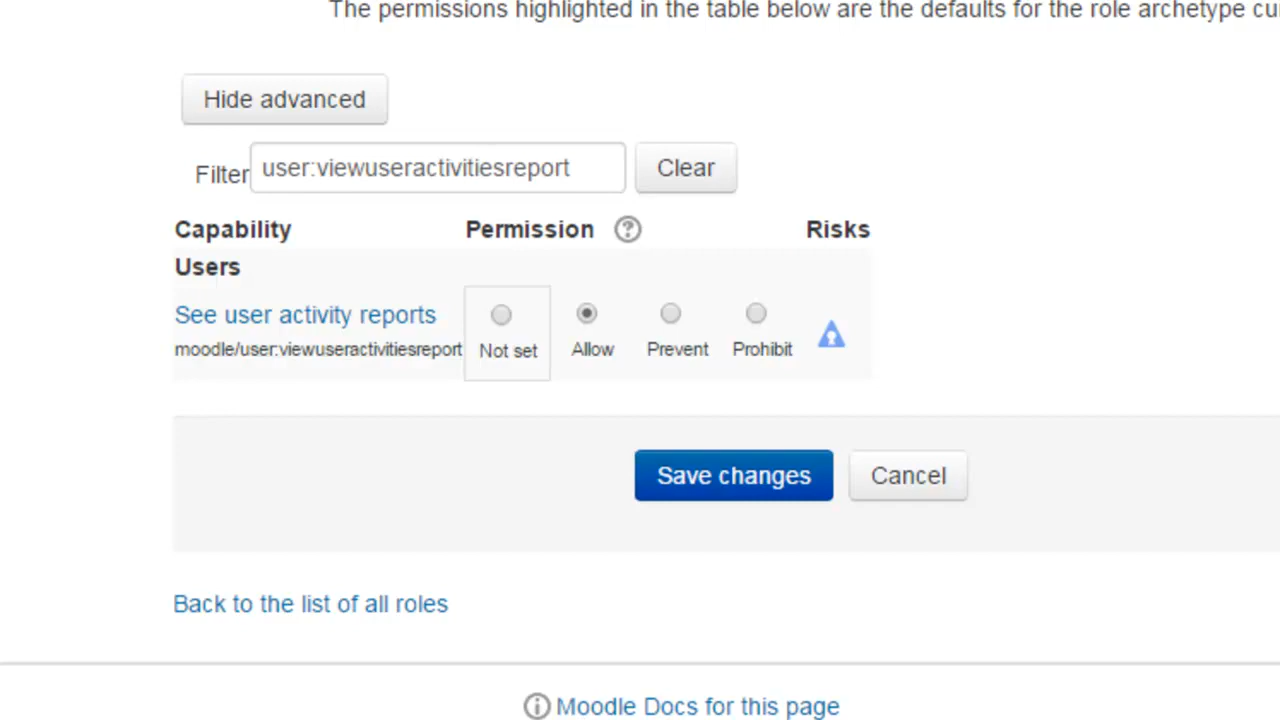 The permissions highlighted in the table below are the defaults for the role archetype
Hide advanced
Filter user:viewuseractivitiesreport Clear
Capability Permission Risks
Users
See user activity reports
moodle/user:viewuseractivitiesreport Not set Allow Prevent Prohibit
Save changes Cancel
Back to the list of all roles
Moodle Docs for this page